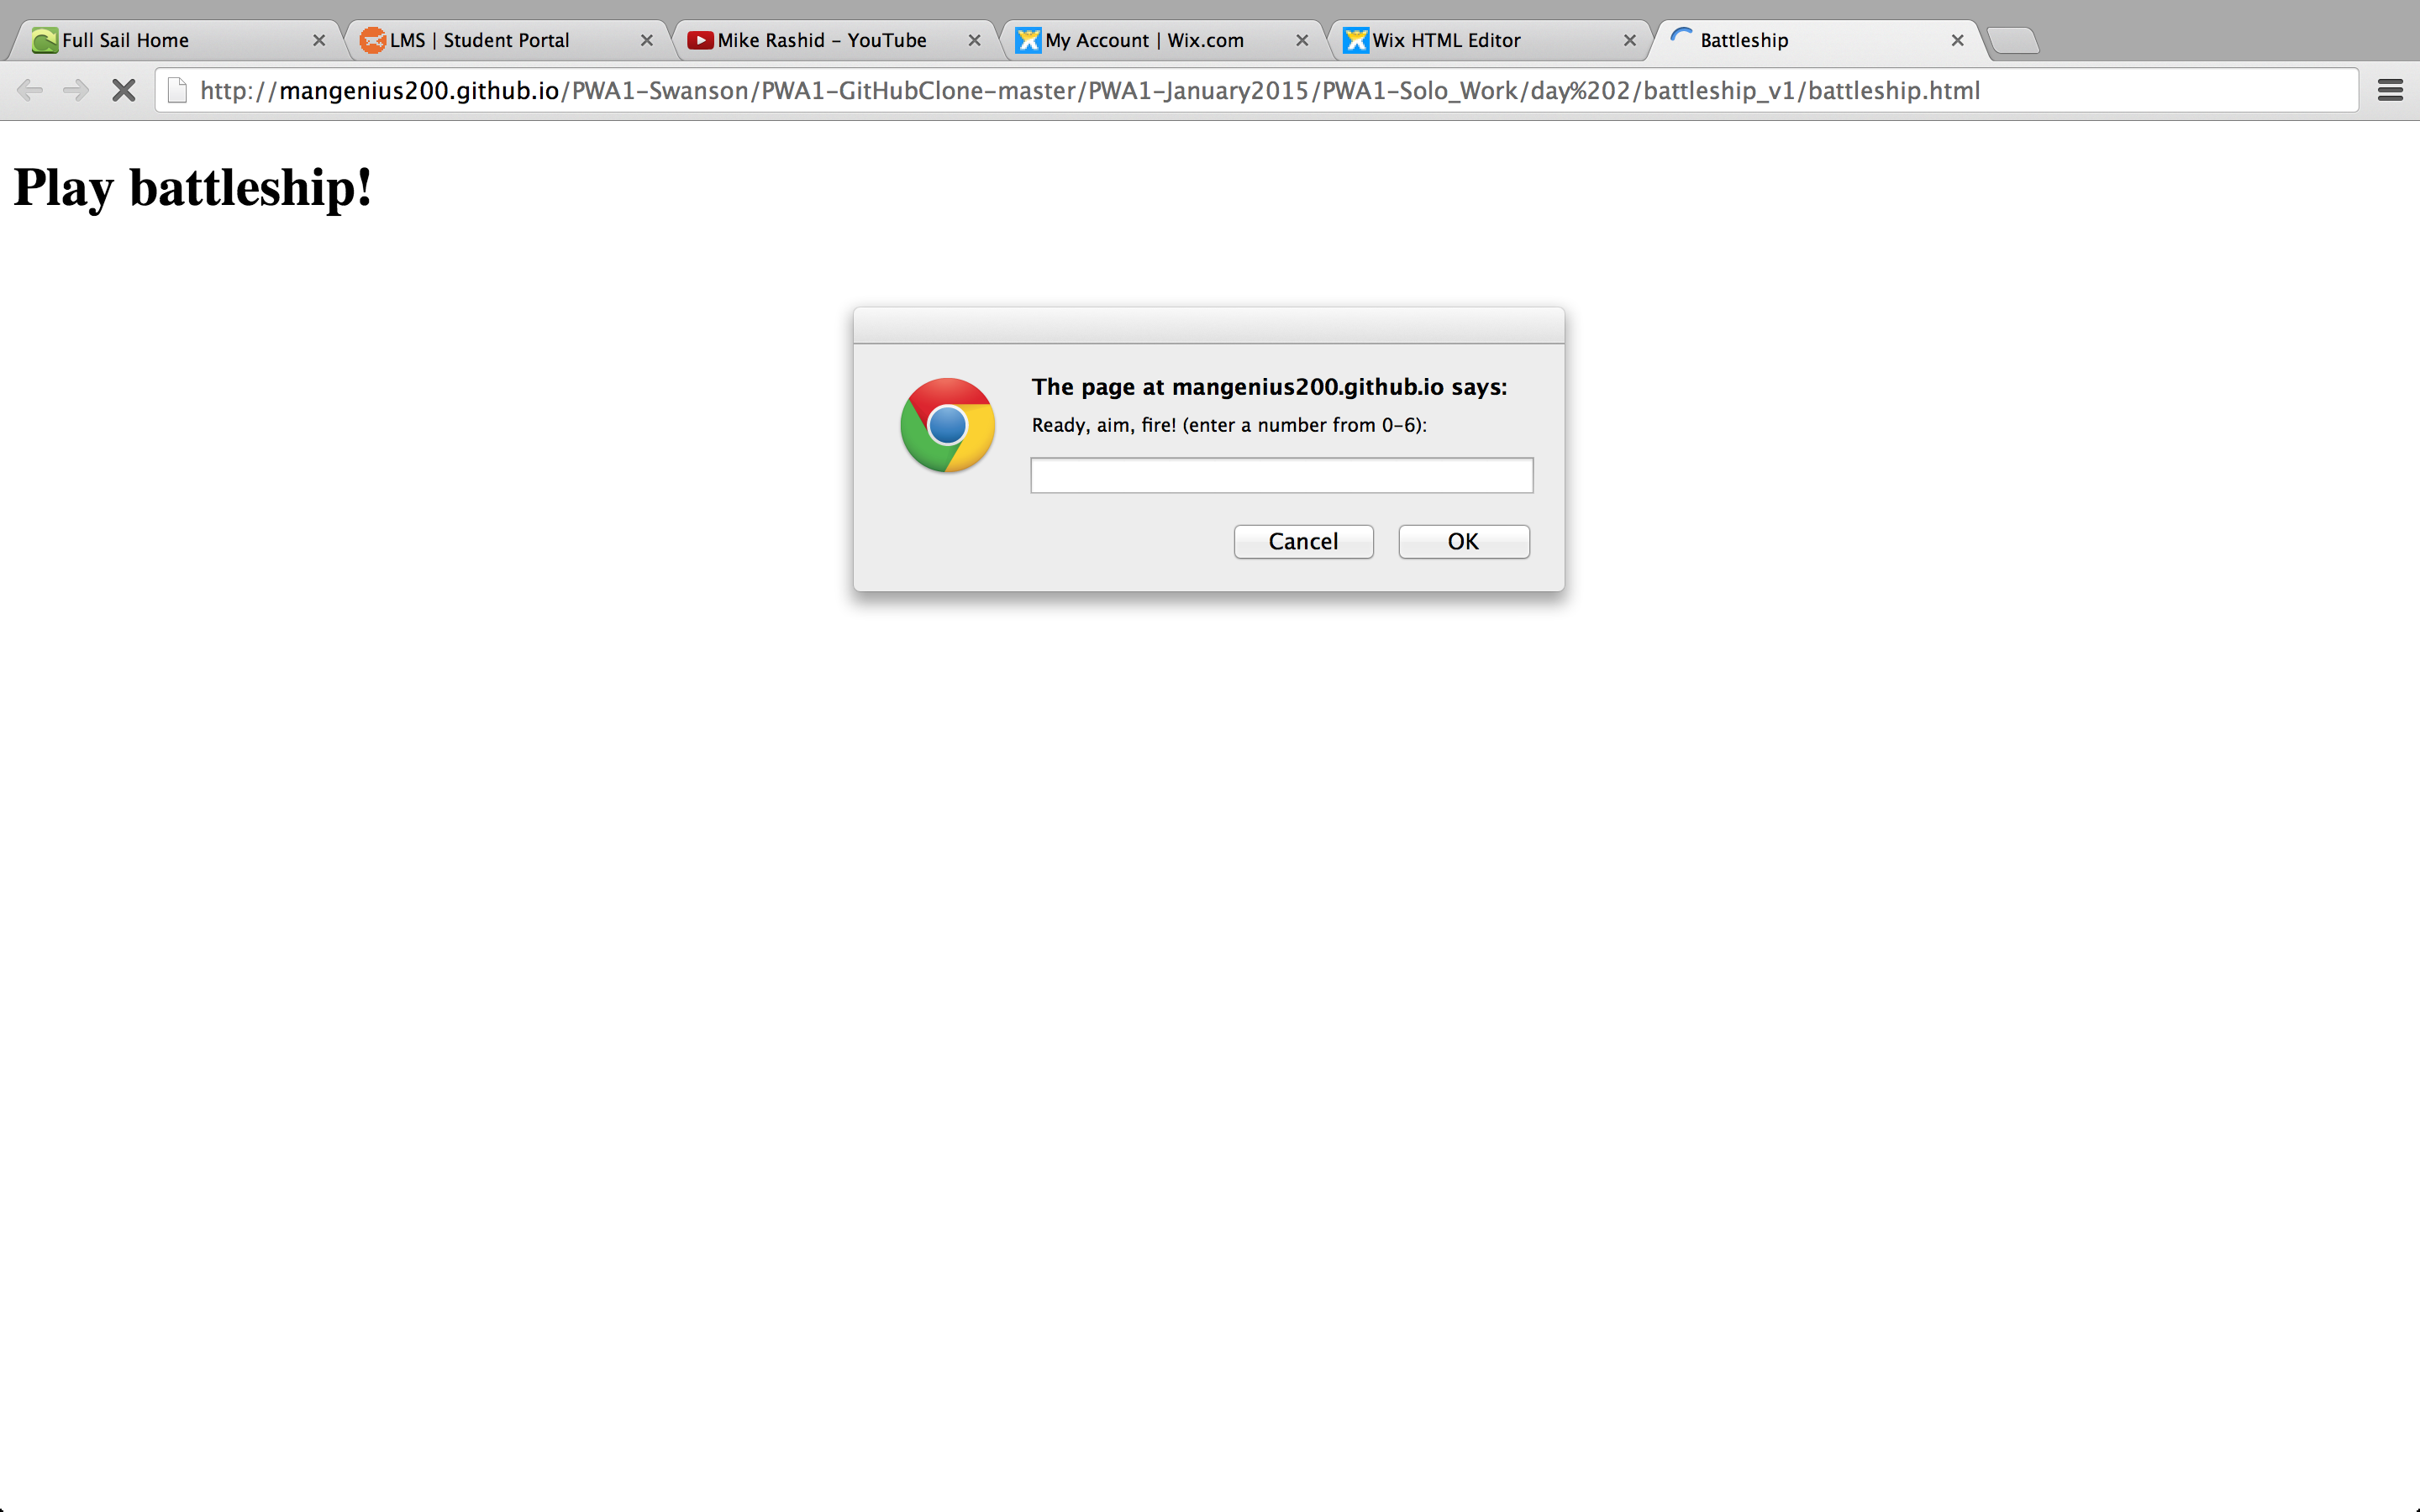 Full Sail Home
LMS | Student Portal
Mike Rashid – YouTube
My Account | Wix.com
Wix HTML Editor
Battleship
http://mangenius200.github.io/PWA1-Swanson/PWA1-GitHubClone-master/PWA1-January2015/PWA1-Solo_Work/day%202/battleship_v1/battleship.html
Play battleship!
The page at mangenius200.github.io says:
Ready, aim, fire! (enter a number from 0-6):
Cancel
OK